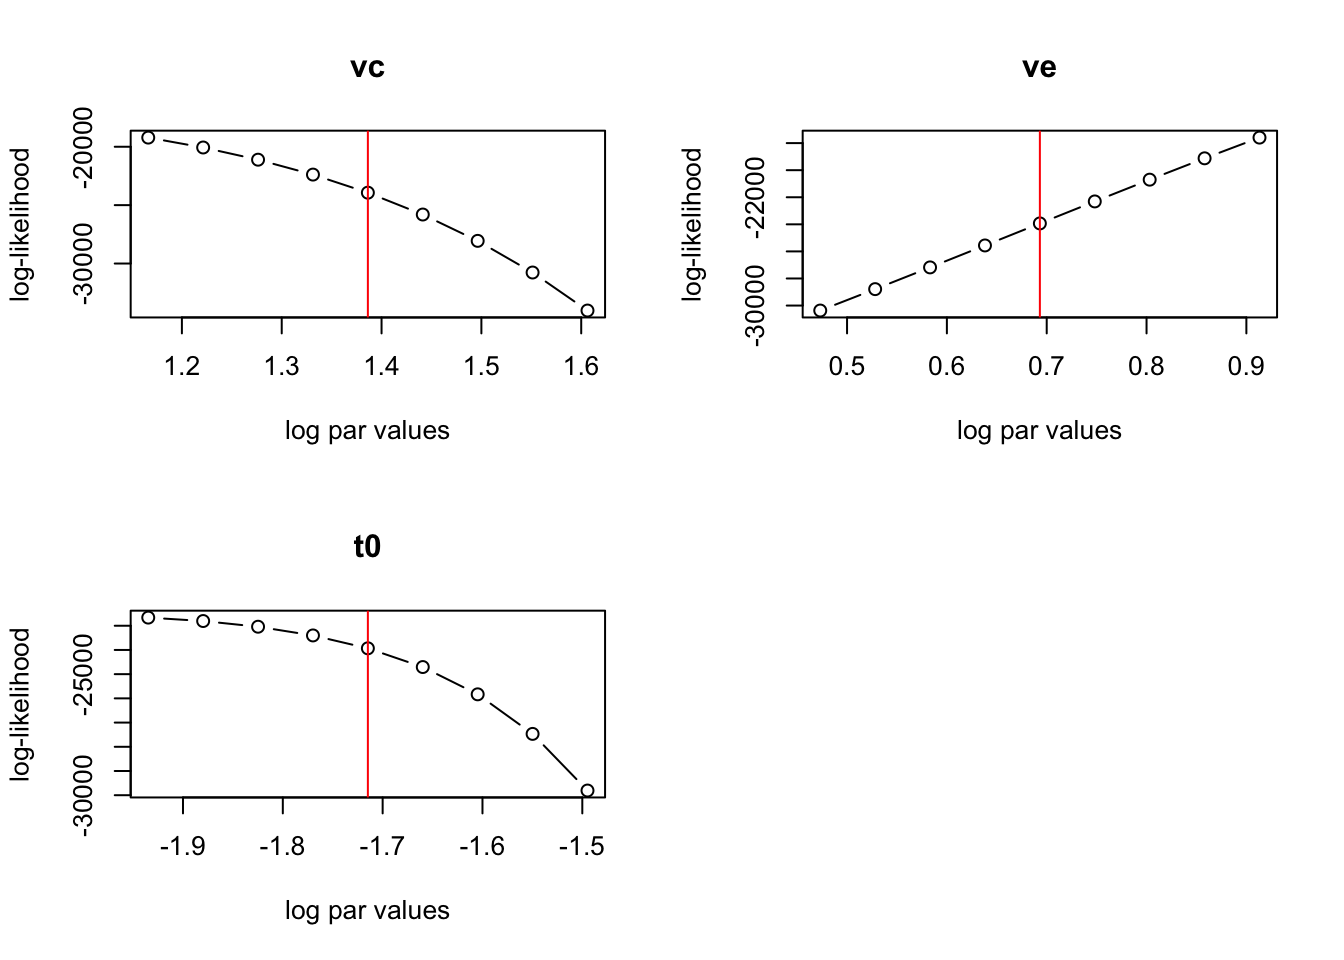 vc
log-likelihood
-20000
-30000
1.2 1.3 1.4 1.5 1.6
log par values
ve
log-likelihood
-22000
-30000
0.5 0.6 0.7 0.8 0.9
log par values
t0
log-likelihood
-25000
-30000
-1.9 -1.8 -1.7 -1.6 -1.5
log par values